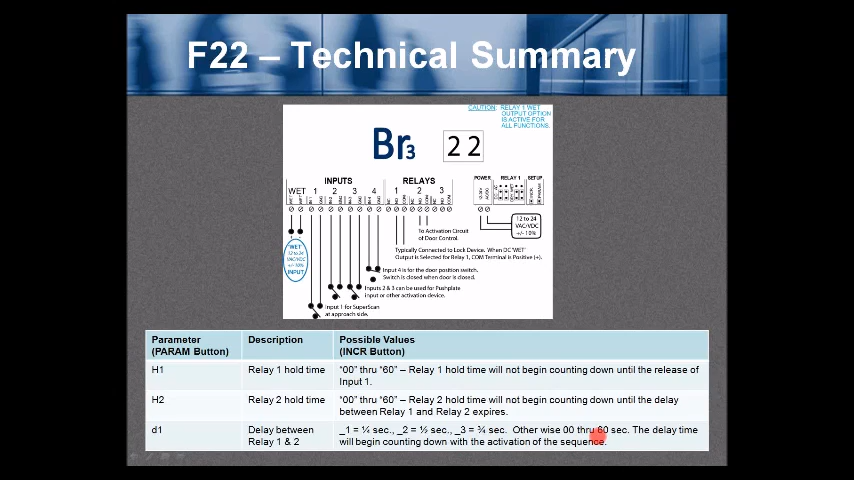 F22 – Technical Summary
CAUTION: RELAY 1 WET
OUTPUT OPTION
IS ACTIVE FOR
ALL FUNCTIONS.
Br3 22
INPUTS RELAYS POWER RELAY 1 SETUP
WET 1 2 3 4 1 2 3
12 to 24
VAC/VDC
+/- 10%
To Activation Circuit
of Door Control.
WET
12 to 24
VAC/VDC
+/- 10%
INPUT
Typically Connected to Lock Device. When DC "WET"
Output is Selected for Relay 1, COM Terminal is Positive (+).
Input 4 is for the door position switch.
Switch is closed when door is closed.
Inputs 2 & 3 can be used for Pushplate
input or other activation device.
Input 1 for SuperScan
at approach side.
Parameter Description Possible Values
(PARAM Button) (INCR Button)
H1 Relay 1 hold time “00” thru “60” – Relay 1 hold time will not begin counting down until the release of
Input 1.
H2 Relay 2 hold time “00” thru “60” – Relay 2 hold time will not begin counting down until the delay
between Relay 1 and Relay 2 expires.
d1 Delay between _1 = ¼ sec., _2 = ½ sec., _3 = ¾ sec. Other wise 00 thru 60 sec. The delay time
Relay 1 & 2 will begin counting down with the activation of the sequence.